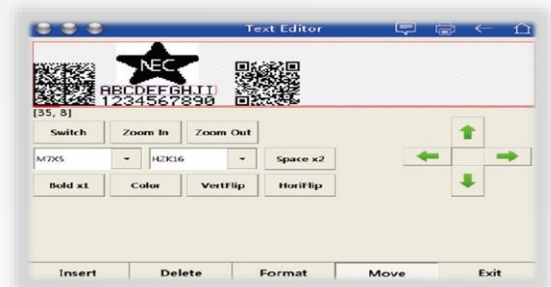 Text Editor
NEC
ABCDEFGHJI
1234567890
[35, 8]
Switch Zoom In Zoom Out
M7X5 HZK16 Space x2
Bold x1 Color VertFlip HoriFlip
Insert Delete Format Move Exit